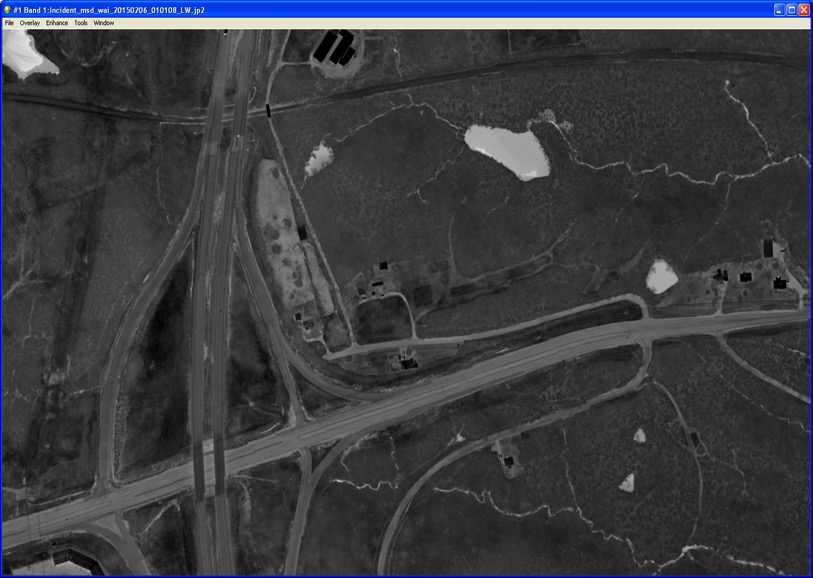 #1 Band 1:Incident_msd_wai_20150206_010108_LW.jp2
File Overlay Enhance Tools Window